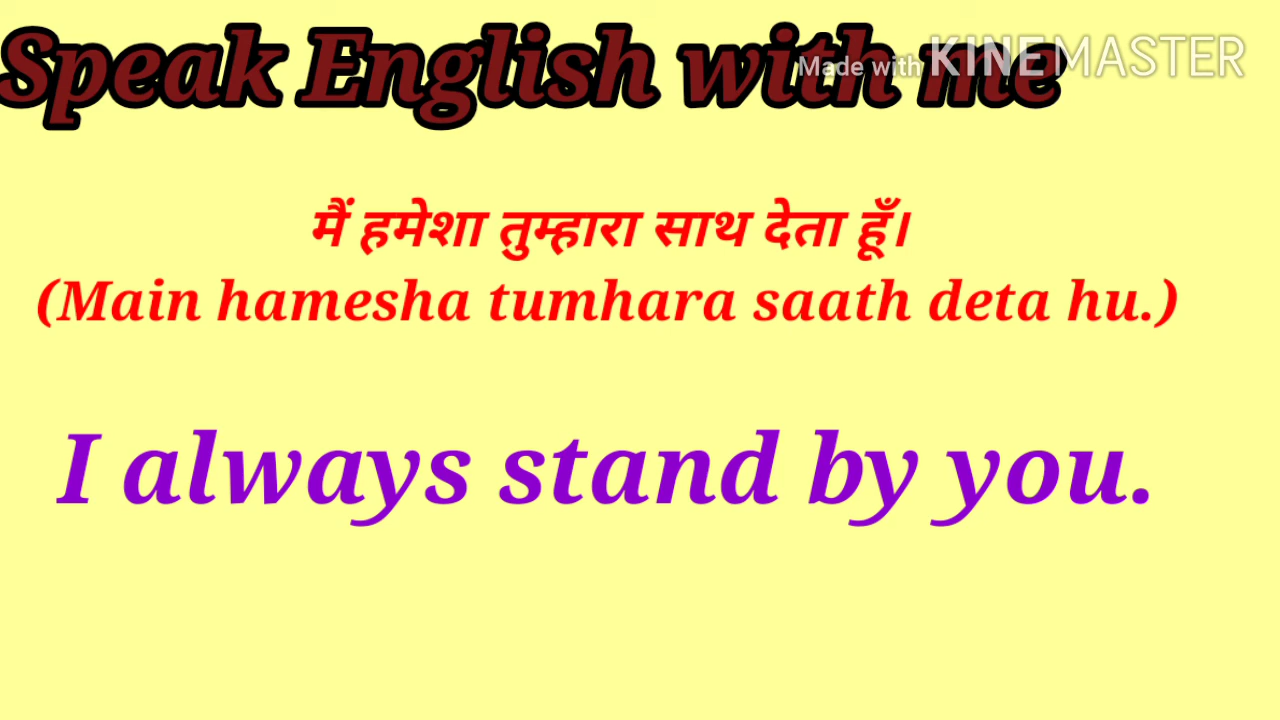 Speak English with me
Made with KINEMASTER
मैं हमेशा तुम्हारा साथ देता हूँ।
(Main hamesha tumhara saath deta hu.)
I always stand by you.